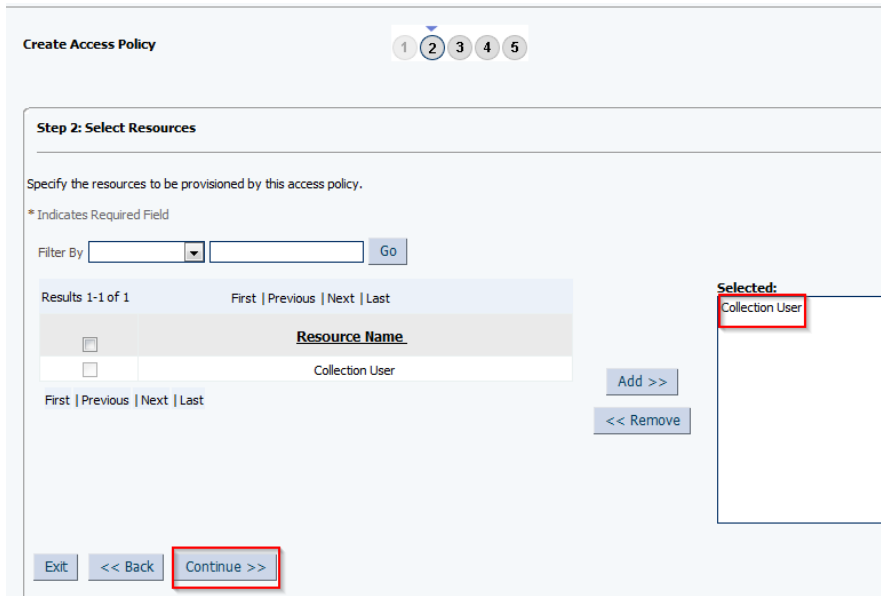 Create Access Policy
1 2 3 4 5
Step 2: Select Resources
Specify the resources to be provisioned by this access policy.
* Indicates Required Field
Filter By Go
Results 1-1 of 1 First | Previous | Next | Last
Resource Name
Collection User
First | Previous | Next | Last
Add >>
<< Remove
Selected:
Collection User
Exit << Back Continue >>